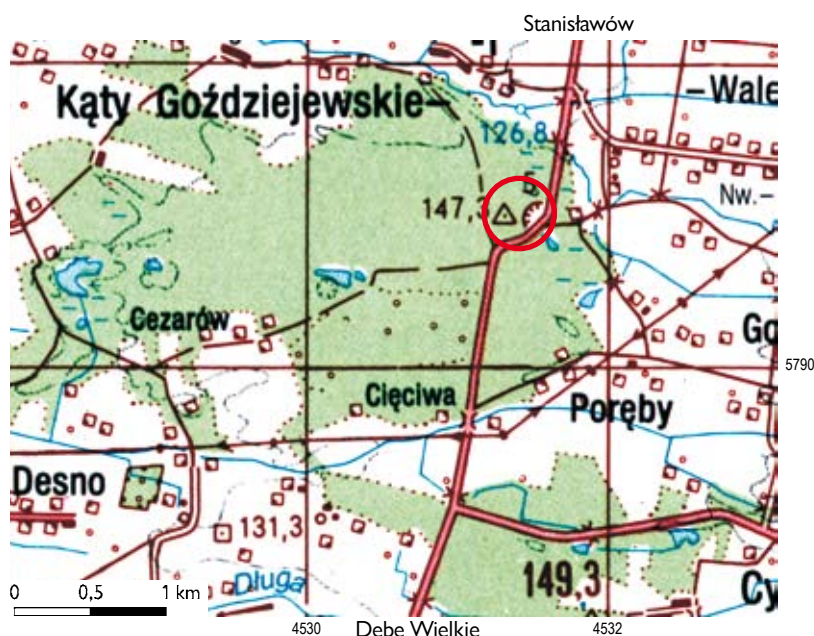 Stanisławów
Kąty Goździejewskie
126,8
Wale
147,
Nw.
Cezarów
Go
5790
Cięciwa
Poręby
Desno
131,3
149,3
Długa
Cy
0 0,5 1 km
4530 Dębe Wielkie 4532